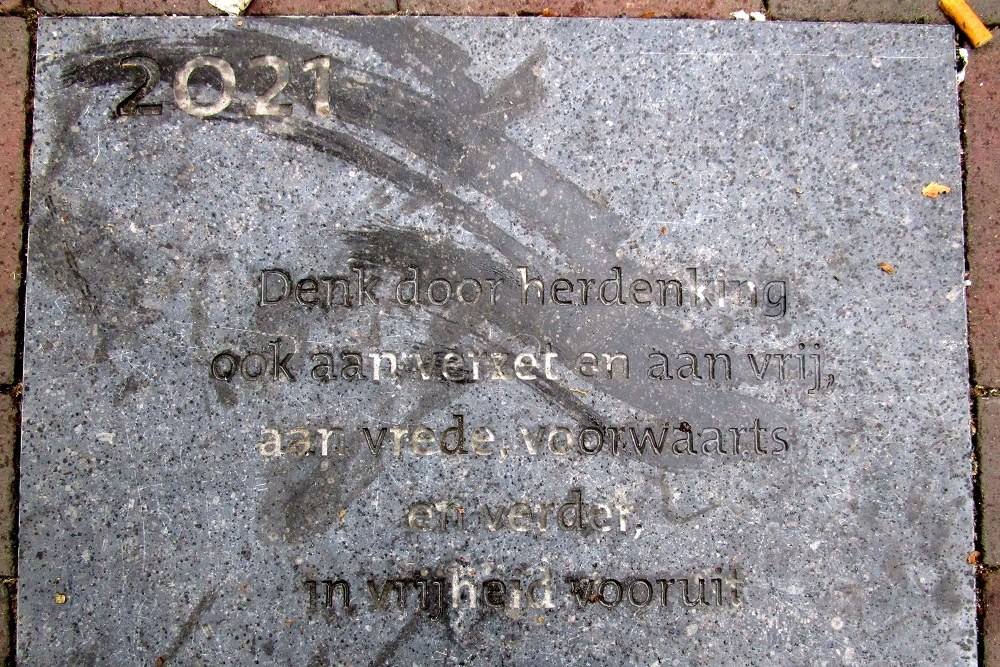 2021
Denk door herdenking
ook aan verzet en aan vrij,
aan vrede, voorwaarts
en verder,
in vrijheid vooruit